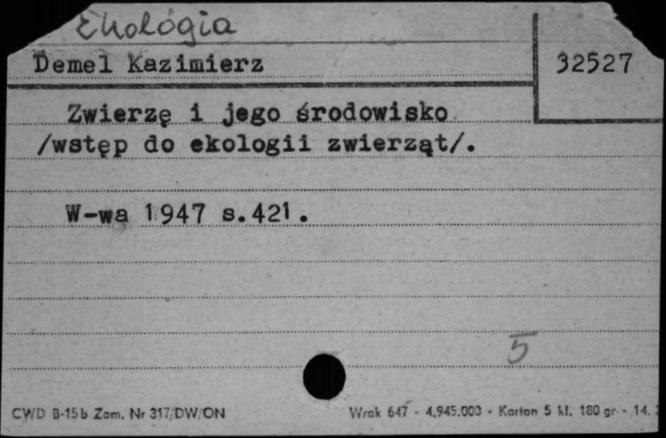 Ekologia
Demel Kazimierz
32527
Zwierzę i jego środowisko
/wstęp do ekologii zwierząt/.
W-wa 1947 s.421.
5
CWD B-15b Zam. Nr 317/DW/ON
Wrak 647 - 4.945.000 - Karton 5 kl. 180 gr - 14.